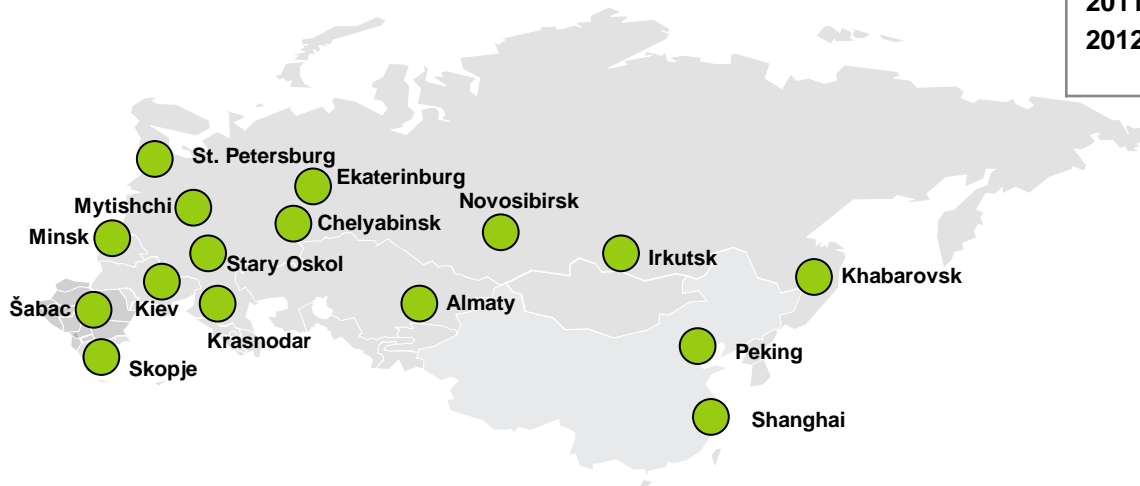 2011
2012
St. Petersburg
Ekaterinburg
Mytishchi
Novosibirsk
Chelyabinsk
Minsk
Irkutsk
Stary Oskol
Khabarovsk
Šabac
Kiev
Almaty
Krasnodar
Peking
Skopje
Shanghai